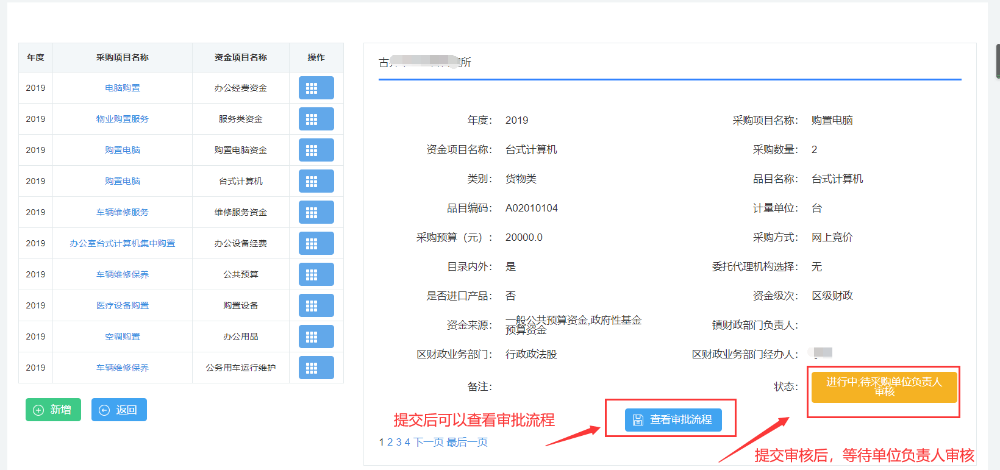 年度 采购项目名称 资金项目名称 操作
2019 电脑购置 办公经费资金
2019 物业购置服务 服务类资金
2019 购置电脑 购置电脑资金
2019 购置电脑 台式计算机
2019 车辆维修服务 维修服务资金
2019 办公室台式计算机集中购置 办公设备经费
2019 车辆维修保养 公共预算
2019 医疗设备购置 购置设备
2019 空调购置 办公用品
2019 车辆维修保养 公务用车运行维护
新增 返回
古 所
年度： 2019 采购项目名称： 购置电脑
资金项目名称： 台式计算机 采购数量： 2
类别： 货物类 品目名称： 台式计算机
品目编码： A02010104 计量单位： 台
采购预算（元）： 20000.0 采购方式： 网上竞价
目录内外： 是 委托代理机构选择： 无
是否进口产品： 否 资金级次： 区级财政
资金来源： 一般公共预算资金,政府性基金
预算资金 镇财政部门负责人：
区财政业务部门： 行政政法股 区财政业务部门经办人：
备注： 状态： 进行中;待采购单位负责人
审核
提交后可以查看审批流程 查看审批流程
1 2 3 4 下一页 最后一页
提交审核后，等待单位负责人审核